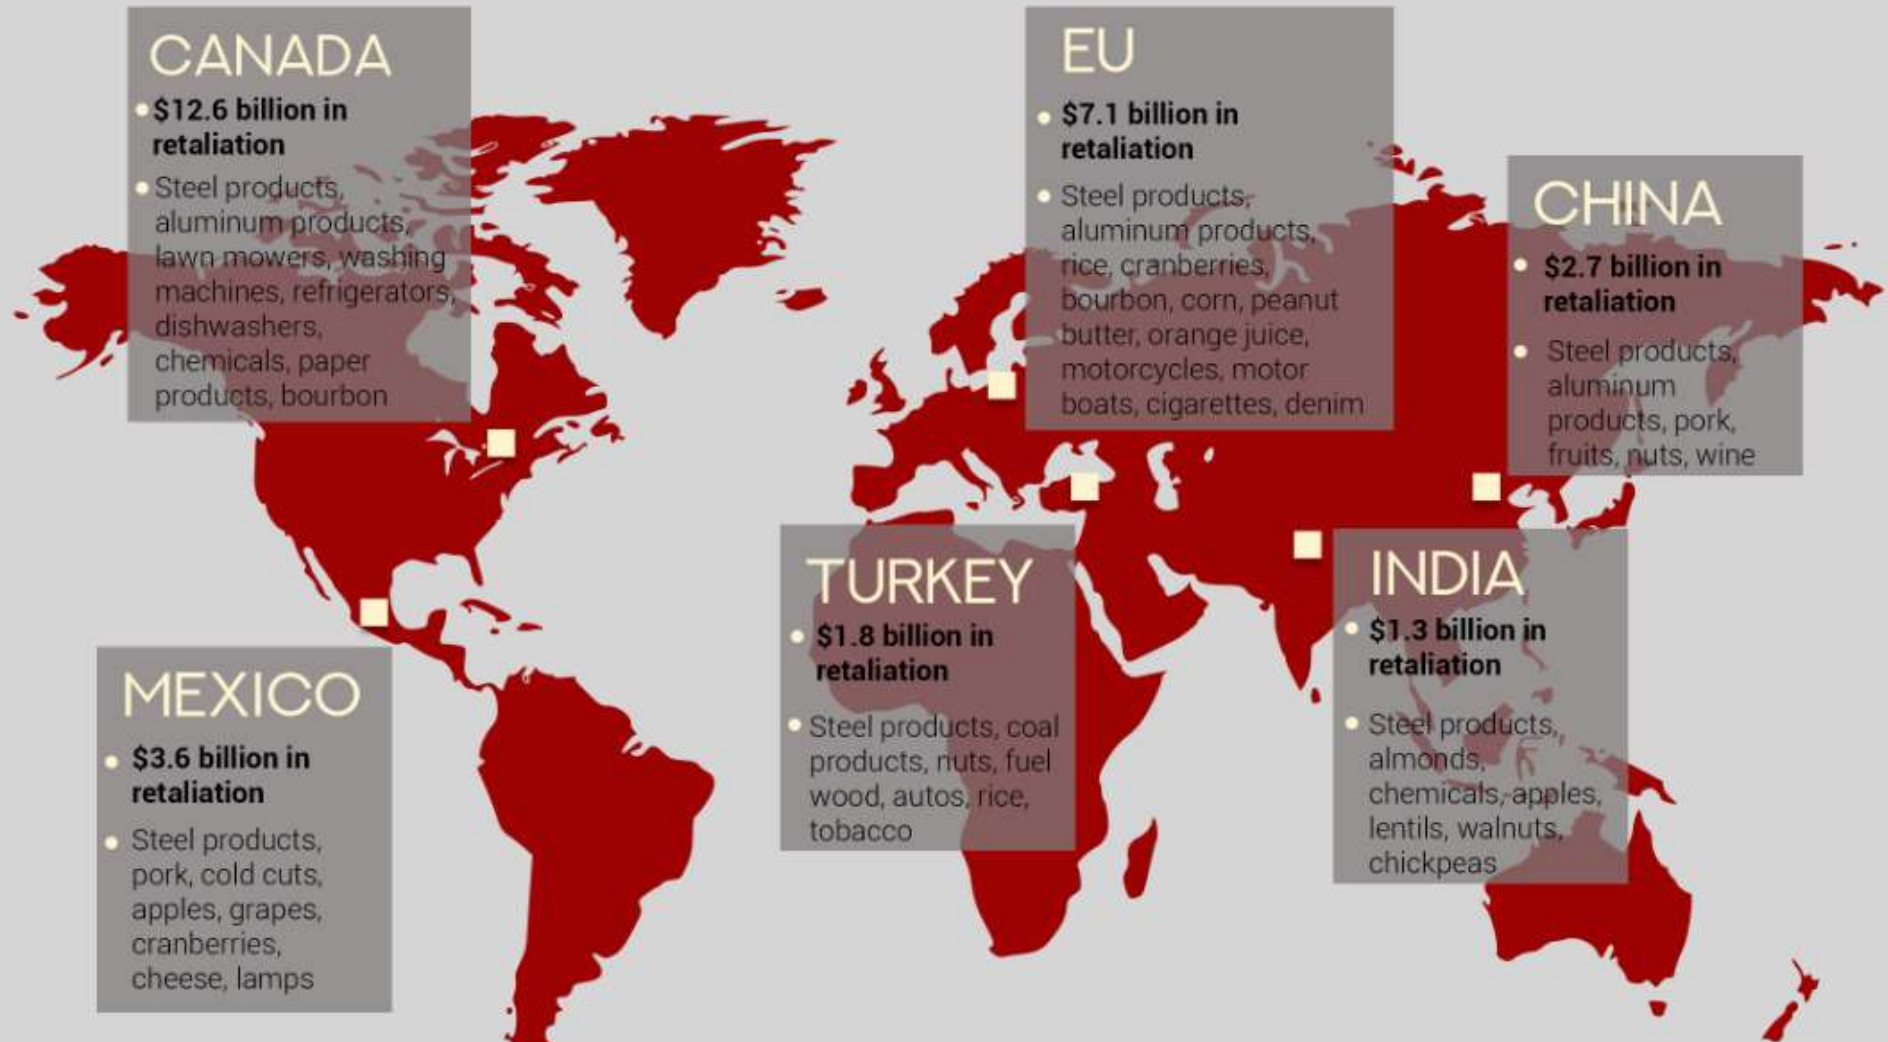 CANADA
$12.6 billion in
retaliation
Steel products,
aluminum products,
lawn mowers, washing
machines, refrigerators,
dishwashers,
chemicals, paper
products, bourbon
EU
$7.1 billion in
retaliation
Steel products,
aluminum products,
rice, cranberries,
bourbon, corn, peanut
butter, orange juice,
motorcycles, motor
boats, cigarettes, denim
CHINA
$2.7 billion in
retaliation
Steel products,
aluminum
products, pork,
fruits, nuts, wine
TURKEY
$1.8 billion in
retaliation
Steel products, coal
products, nuts, fuel
wood, autos, rice,
tobacco
INDIA
$1.3 billion in
retaliation
Steel products,
almonds,
chemicals, apples,
lentils, walnuts,
chickpeas
MEXICO
$3.6 billion in
retaliation
Steel products,
pork, cold cuts,
apples, grapes,
cranberries,
cheese, lamps